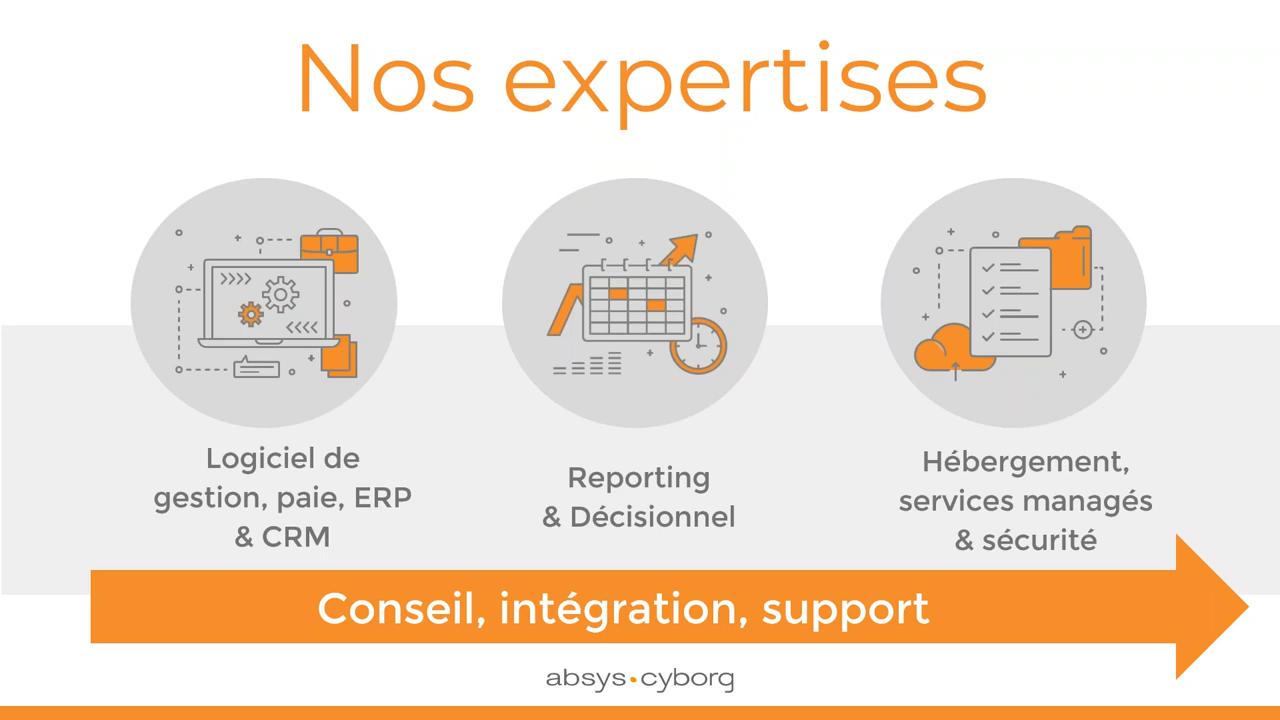 Nos expertises
Logiciel de
gestion, paie, ERP
& CRM
Reporting
& Décisionnel
Hébergement,
services managés
& sécurité
Conseil, intégration, support
absys•cyborg